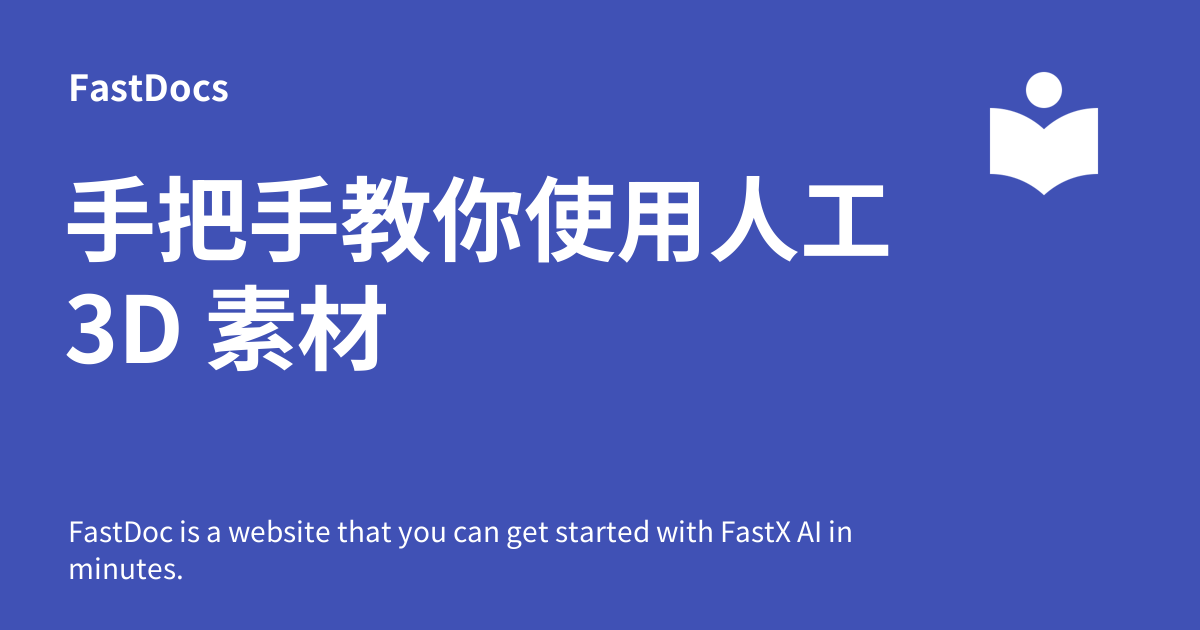 FastDocs
手把手教你使用人工
3D 素材
FastDoc is a website that you can get started with FastX AI in
minutes.